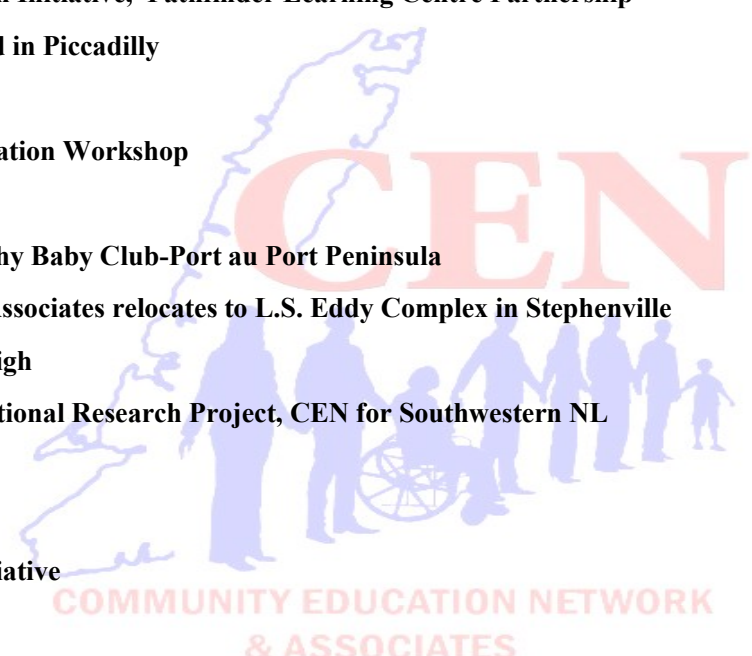 Initiative, Pathfinder Learning Centre Partnership
in Piccadilly
ation Workshop
hy Baby Club-Port au Port Peninsula
ssociates relocates to L.S. Eddy Complex in Stephenville
igh
tional Research Project, CEN for Southwestern NL
iative
CEN
COMMUNITY EDUCATION NETWORK
& ASSOCIATES